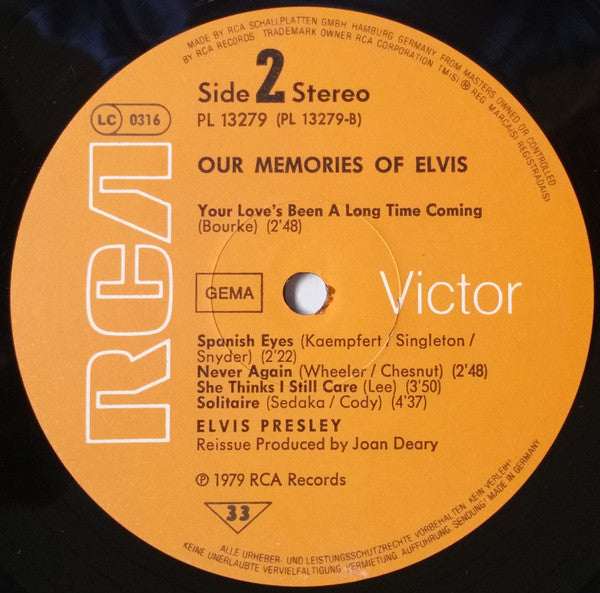 MADE BY RCA SCHALLPLATTEN GMBH HAMBURG GERMANY, FROM MASTERS OWNED OR CONTROLLED
BY RCA RECORDS TRADEMARK OWNER RCA CORPORATION TM(S) ® REG MARCA(S) REGISTRADA(S)
Side 2 Stereo
PL 13279 (PL 13279-B)
LC 0316
RCA
OUR MEMORIES OF ELVIS
Your Love's Been A Long Time Coming
(Bourke) (2'48)
GEMA
Victor
Spanish Eyes (Kaempfert / Singleton /
Snyder) (2'22)
Never Again (Wheeler / Chesnut) (2'48)
She Thinks I Still Care (Lee) (3'50)
Solitaire (Sedaka / Cody) (4'37)
ELVIS PRESLEY
Reissue Produced by Joan Deary
℗ 1979 RCA Records
33
ALLE URHEBER- UND LEISTUNGSSCHUTZRECHTE VORBEHALTEN KEIN VERLEIH!
KEINE UNERLAUBTE VERVIELFÄLTIGUNG, VERMIETUNG, AUFFÜHRUNG, SENDUNG! MADE IN GERMANY